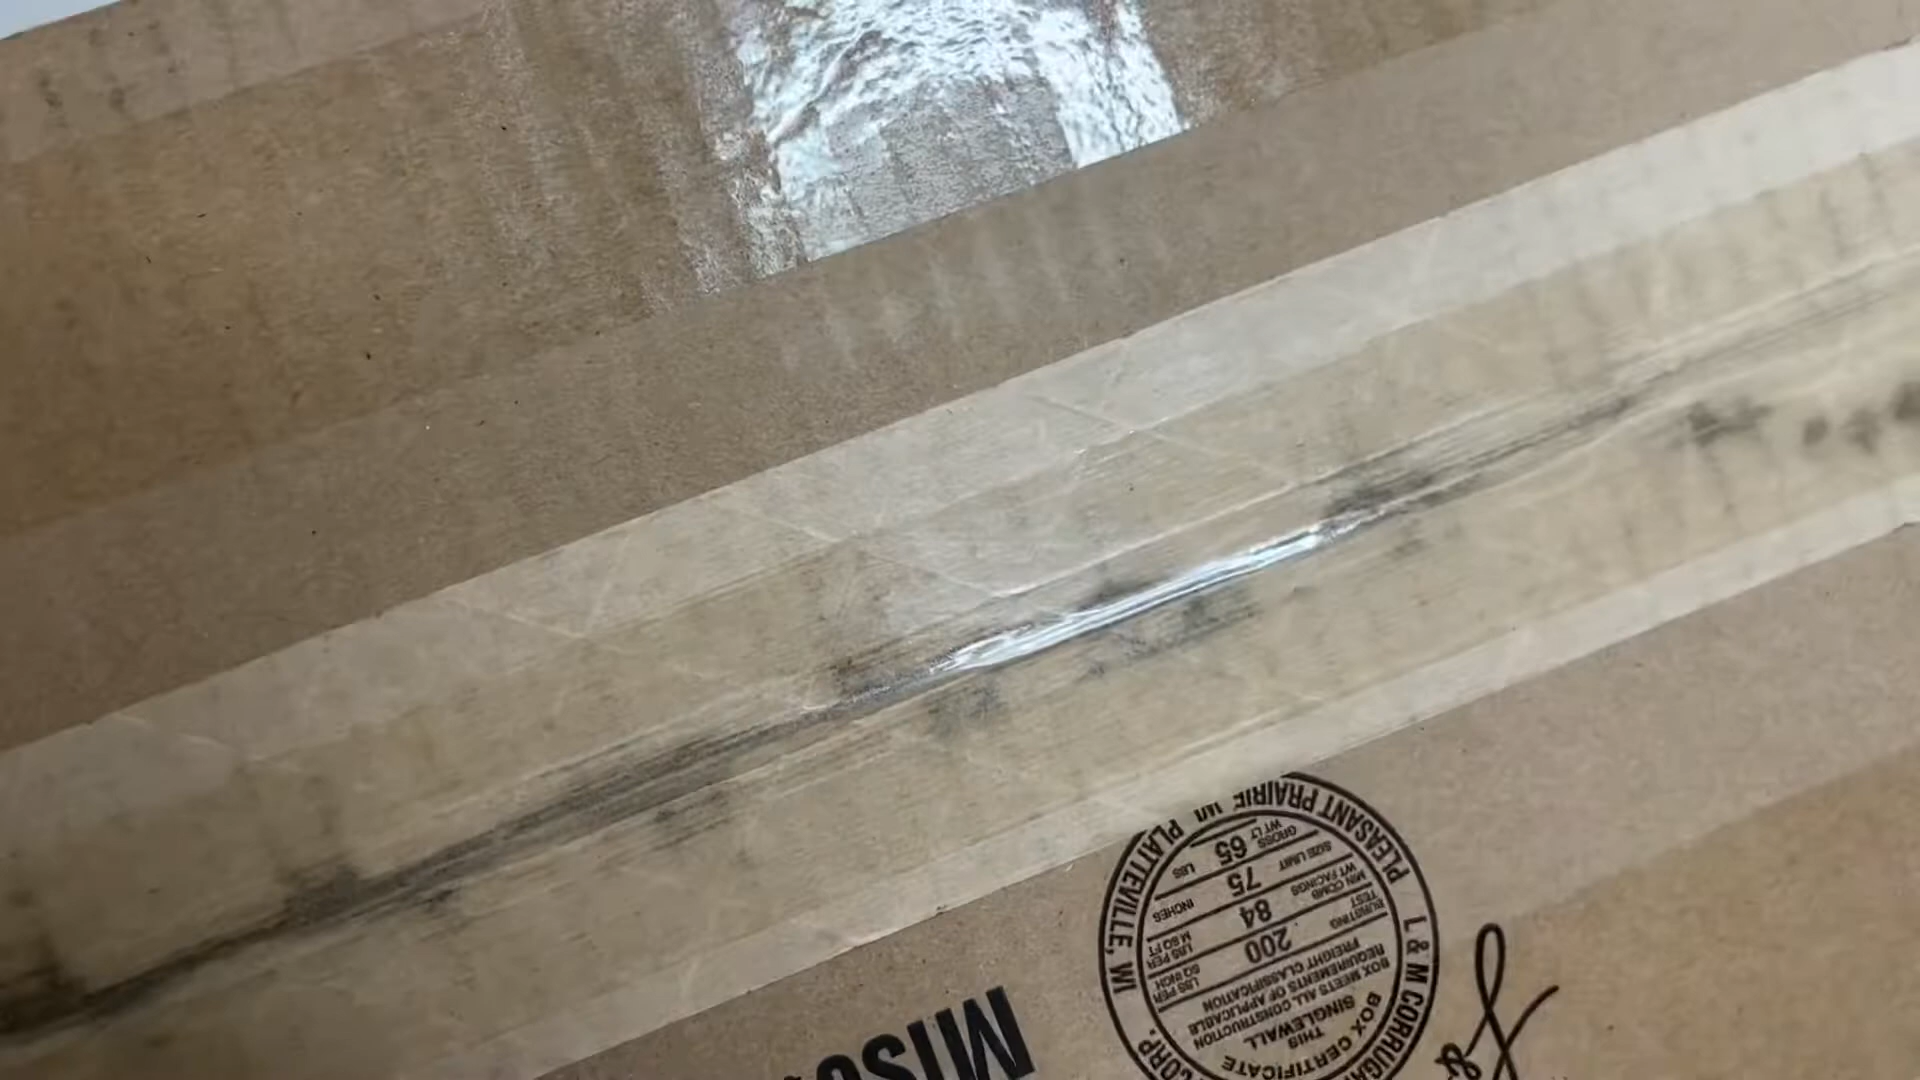 PLEASANT PRAIRIE WI PLATTEVILLE, WI
L & M CORRUGA
CORP.
BOX CERTIFICATE
THIS
SINGLEWALL
BOX MEETS ALL CONSTRUCTION
REQUIREMENTS OF APPLICABLE
FREIGHT CLASSIFICATION
BURSTING TEST 200 LBS PER SQ INCH
MIN COMB WT FACINGS 84 LBS PER M SQ FT
SIZE LIMIT 75 INCHES
GROSS WT LT 65 LBS